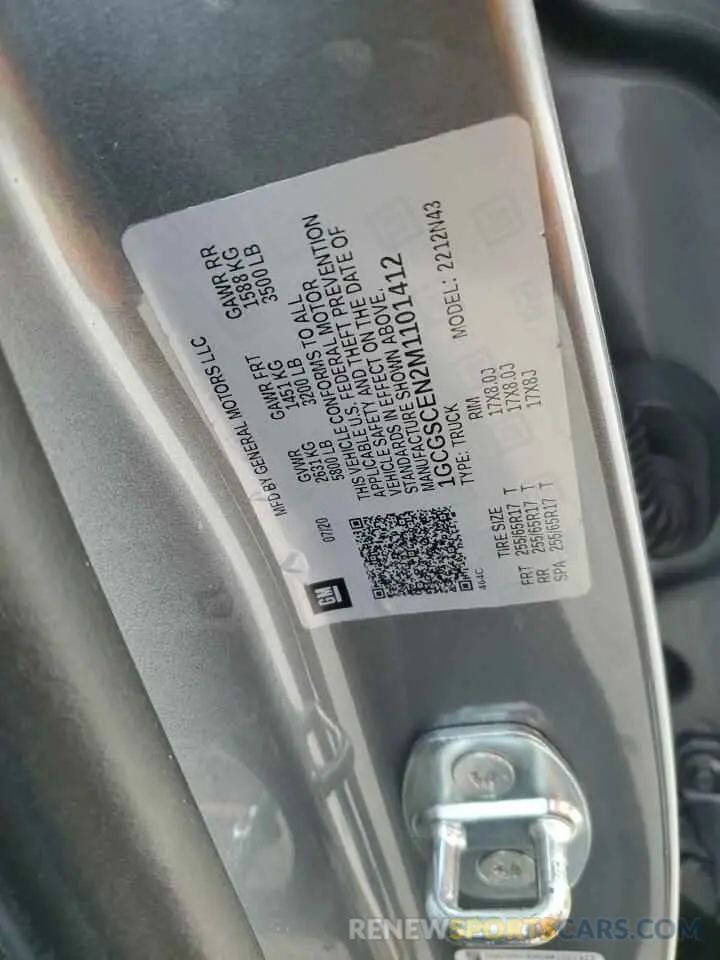 MFD BY GENERAL MOTORS LLC
07/20
GVWR
2631 KG
5800 LB
GAWR FRT
1451 KG
3200 LB
GAWR RR
1588 KG
3500 LB
THIS VEHICLE CONFORMS TO ALL
APPLICABLE U.S. FEDERAL MOTOR
VEHICLE SAFETY AND THEFT PREVENTION
STANDARDS IN EFFECT ON THE DATE OF
MANUFACTURE SHOWN ABOVE.
1GCGSCEN2M1101412
TYPE: TRUCK
MODEL: 2212N43
GM
464C
TIRE SIZE
RIM
FRT 255/65R17 T 17X8.0J
RR 255/65R17 T 17X8.0J
SPA 255/65R17 T 17X8J
RENEWSPORTSCARS.COM